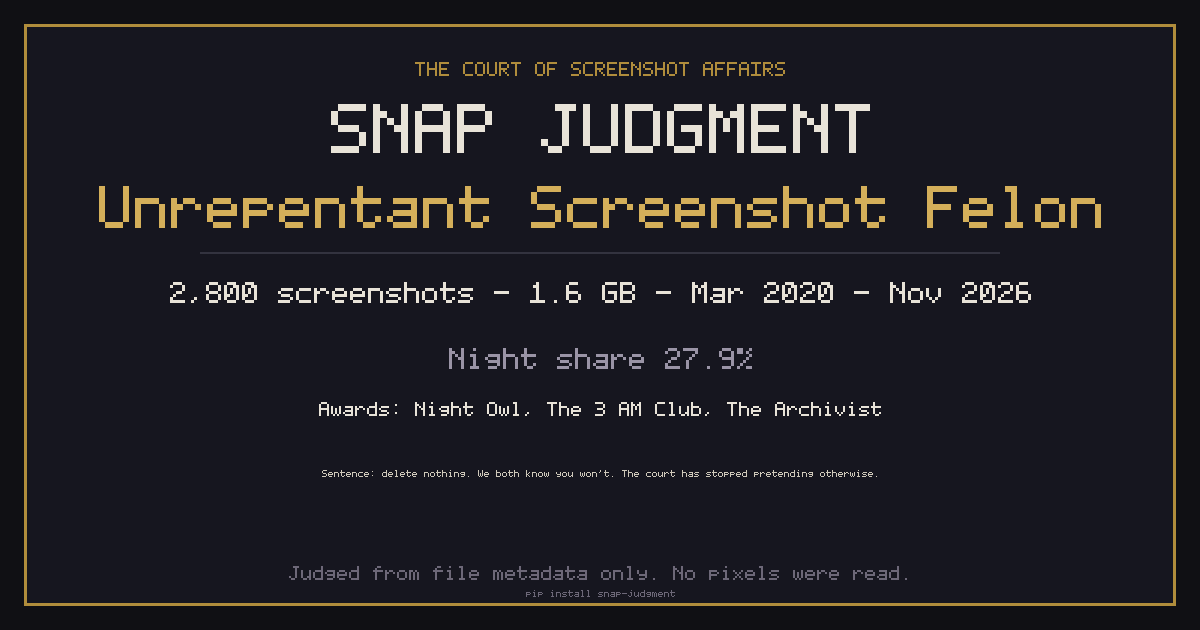 THE COURT OF SCREENSHOT AFFAIRS
SNAP JUDGMENT
Unrepentant Screenshot Felon
2,800 screenshots – 1.6 GB – Mar 2020 – Nov 2026
Night share 27.9%
Awards: Night Owl, The 3 AM Club, The Archivist
Sentence: delete nothing. We both know you won't. The court has stopped pretending otherwise.
Judged from file metadata only. No pixels were read.
pip install snap-judgment